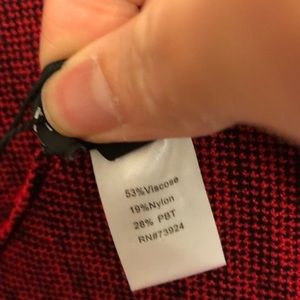 53%Viscose
19%Nylon
28% PBT
RN#73924